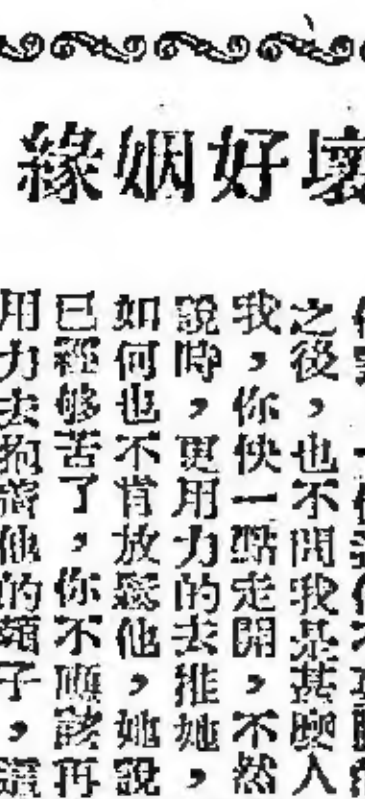 壞好姻緣
之後，也不問我是甚麼人
我，你快一點走開，不然
說時，更用力的去推她，
如何也不肯放鬆他，她說
已經够苦了，你不應該再
用力去抱著他的頸子，